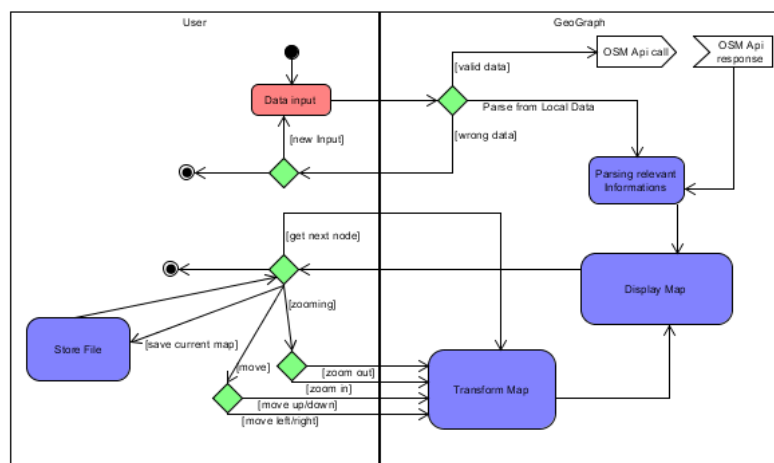 User
GeoGraph
OSM Api call
OSM Api
response
[valid data]
Data input
Parse from Local Data
[new Input]
[wrong data]
Parsing relevant
Informations
[get next node]
Display Map
[zooming]
Store File
[save current map]
[move]
[zoom out]
[zoom in]
Transform Map
[move up/down]
[move left/right]